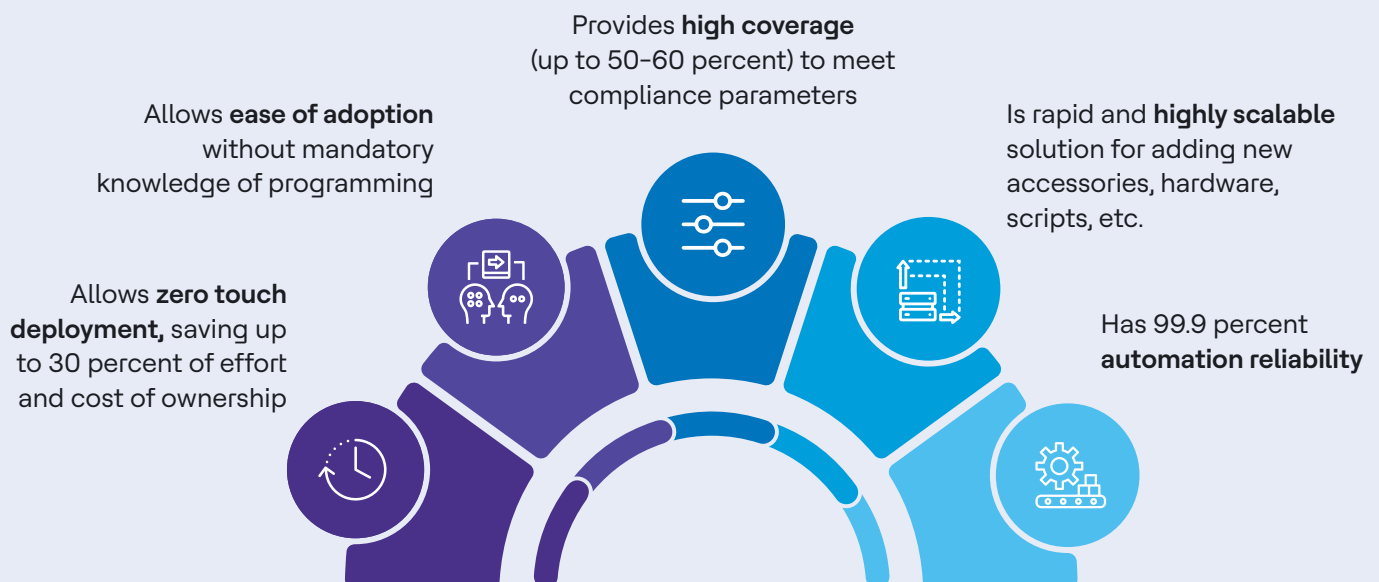 Provides high coverage
(up to 50-60 percent) to meet
compliance parameters
Allows ease of adoption
without mandatory
knowledge of programming
Is rapid and highly scalable
solution for adding new
accessories, hardware,
scripts, etc.
Allows zero touch
deployment, saving up
to 30 percent of effort
and cost of ownership
Has 99.9 percent
automation reliability